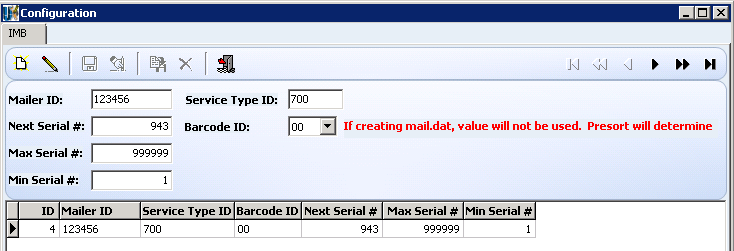 Configuration
IMB
Mailer ID: 123456 Service Type ID: 700
Next Serial #: 943 Barcode ID: 00 If creating mail.dat, value will not be used. Presort will determine
Max Serial #: 999999
Min Serial #: 1
ID Mailer ID Service Type ID Barcode ID Next Serial # Max Serial # Min Serial #
4 123456 700 00 943 999999 1